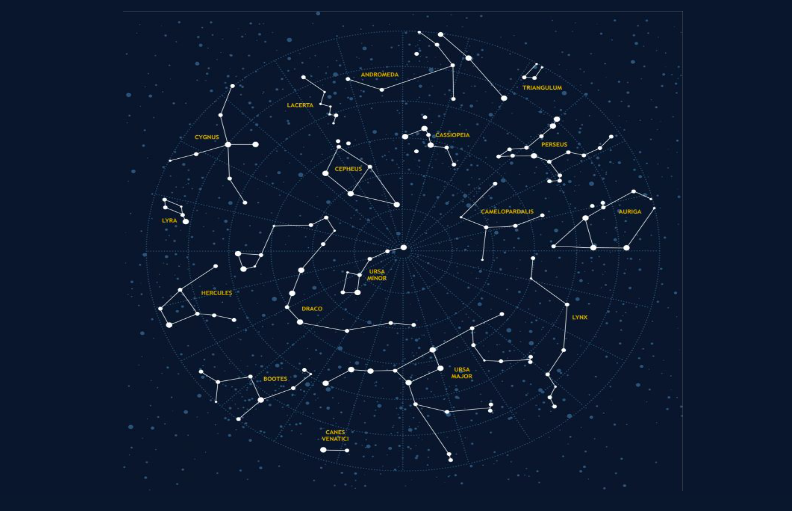 ANDROMEDA
TRIANGULUM
LACERTA
CASSIOPEIA
CYGNUS
PERSEUS
CEPHEUS
CAMELOPARDALIS
AURIGA
LYRA
URSA
MINOR
HERCULES
DRACO
LYNX
URSA
MAJOR
BOOTES
CANES
VENATICI